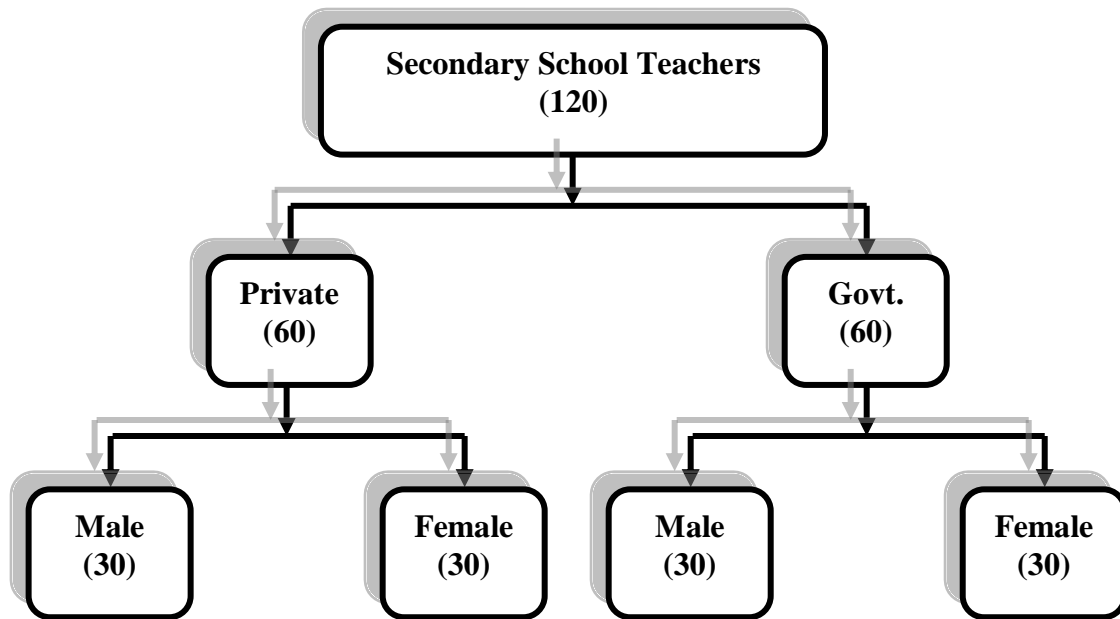 Secondary School Teachers
(120)
Private
(60)
Govt.
(60)
Male
(30)
Female
(30)
Male
(30)
Female
(30)